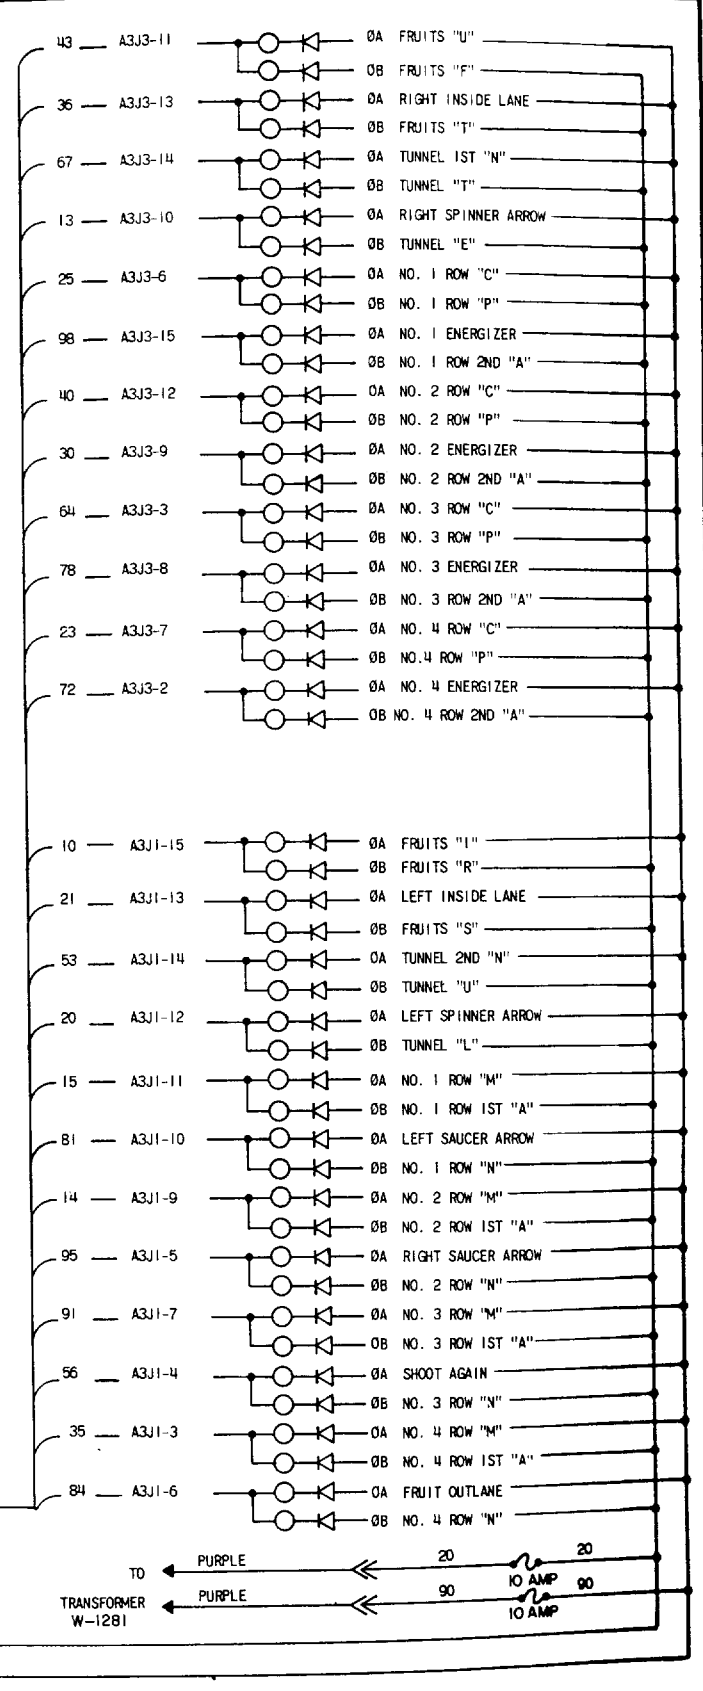 43 — A3J3-11 ØA FRUITS "U"
ØB FRUITS "F"
36 — A3J3-13 ØA RIGHT INSIDE LANE
ØB FRUITS "T"
67 — A3J3-14 ØA TUNNEL IST "N"
ØB TUNNEL "T"
13 — A3J3-10 ØA RIGHT SPINNER ARROW
ØB TUNNEL "E"
25 — A3J3-6 ØA NO. 1 ROW "C"
ØB NO. 1 ROW "P"
98 — A3J3-15 ØA NO. 1 ENERGIZER
ØB NO. 1 ROW 2ND "A"
40 — A3J3-12 OA NO. 2 ROW "C"
ØB NO. 2 ROW "P"
30 — A3J3-9 ØA NO. 2 ENERGIZER
ØB NO. 2 ROW 2ND "A"
64 — A3J3-3 ØA NO. 3 ROW "C"
ØB NO. 3 ROW "P"
78 — A3J3-8 ØA NO. 3 ENERGIZER
ØB NO. 3 ROW 2ND "A"
23 — A3J3-7 ØA NO. 4 ROW "C"
ØB NO.4 ROW "P"
72 — A3J3-2 ØA NO. 4 ENERGIZER
ØB NO. 4 ROW 2ND "A"
10 — A3J1-15 ØA FRUITS "I"
ØB FRUITS "R"
21 — A3J1-13 ØA LEFT INSIDE LANE
ØB FRUITS "S"
53 — A3J1-14 OA TUNNEL 2ND "N"
ØB TUNNEL "U"
20 — A3J1-12 ØA LEFT SPINNER ARROW
ØB TUNNEL "L"
15 — A3J1-11 ØA NO. 1 ROW "M"
ØB NO. 1 ROW IST "A"
81 — A3J1-10 ØA LEFT SAUCER ARROW
ØB NO. 1 ROW "N"
14 — A3J1-9 ØA NO. 2 ROW "M"
ØB NO. 2 ROW IST "A"
95 — A3J1-5 ØA RIGHT SAUCER ARROW
ØB NO. 2 ROW "N"
91 — A3J1-7 ØA NO. 3 ROW "M"
OB NO. 3 ROW IST "A"
56 — A3J1-4 ØA SHOOT AGAIN
ØB NO. 3 ROW "N"
35 — A3J1-3 OA NO. 4 ROW "M"
ØB NO. 4 ROW IST "A"
84 — A3J1-6 OA FRUIT OUTLANE
ØB NO. 4 ROW "N"
TO PURPLE 20 20
10 AMP
TRANSFORMER PURPLE 90 90
W-1281 10 AMP